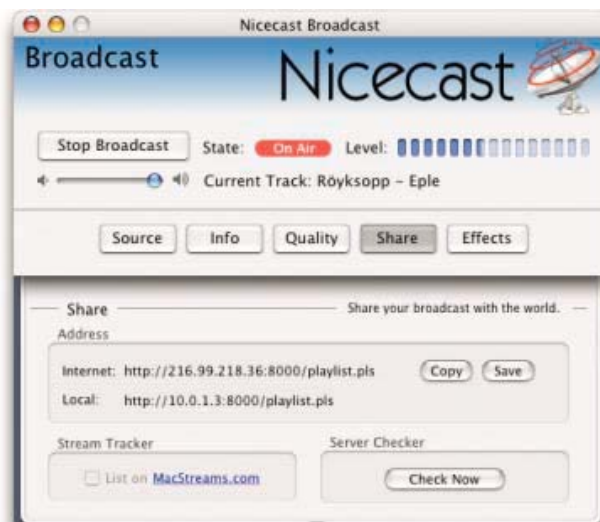 Nicecast Broadcast
Broadcast
Nicecast
Stop Broadcast State: On Air Level:
Current Track: Röyksopp – Eple
Source Info Quality Share Effects
Share Share your broadcast with the world.
Address
Internet: http://216.99.218.36:8000/playlist.pls Copy Save
Local: http://10.0.1.3:8000/playlist.pls
Stream Tracker Server Checker
List on MacStreams.com Check Now